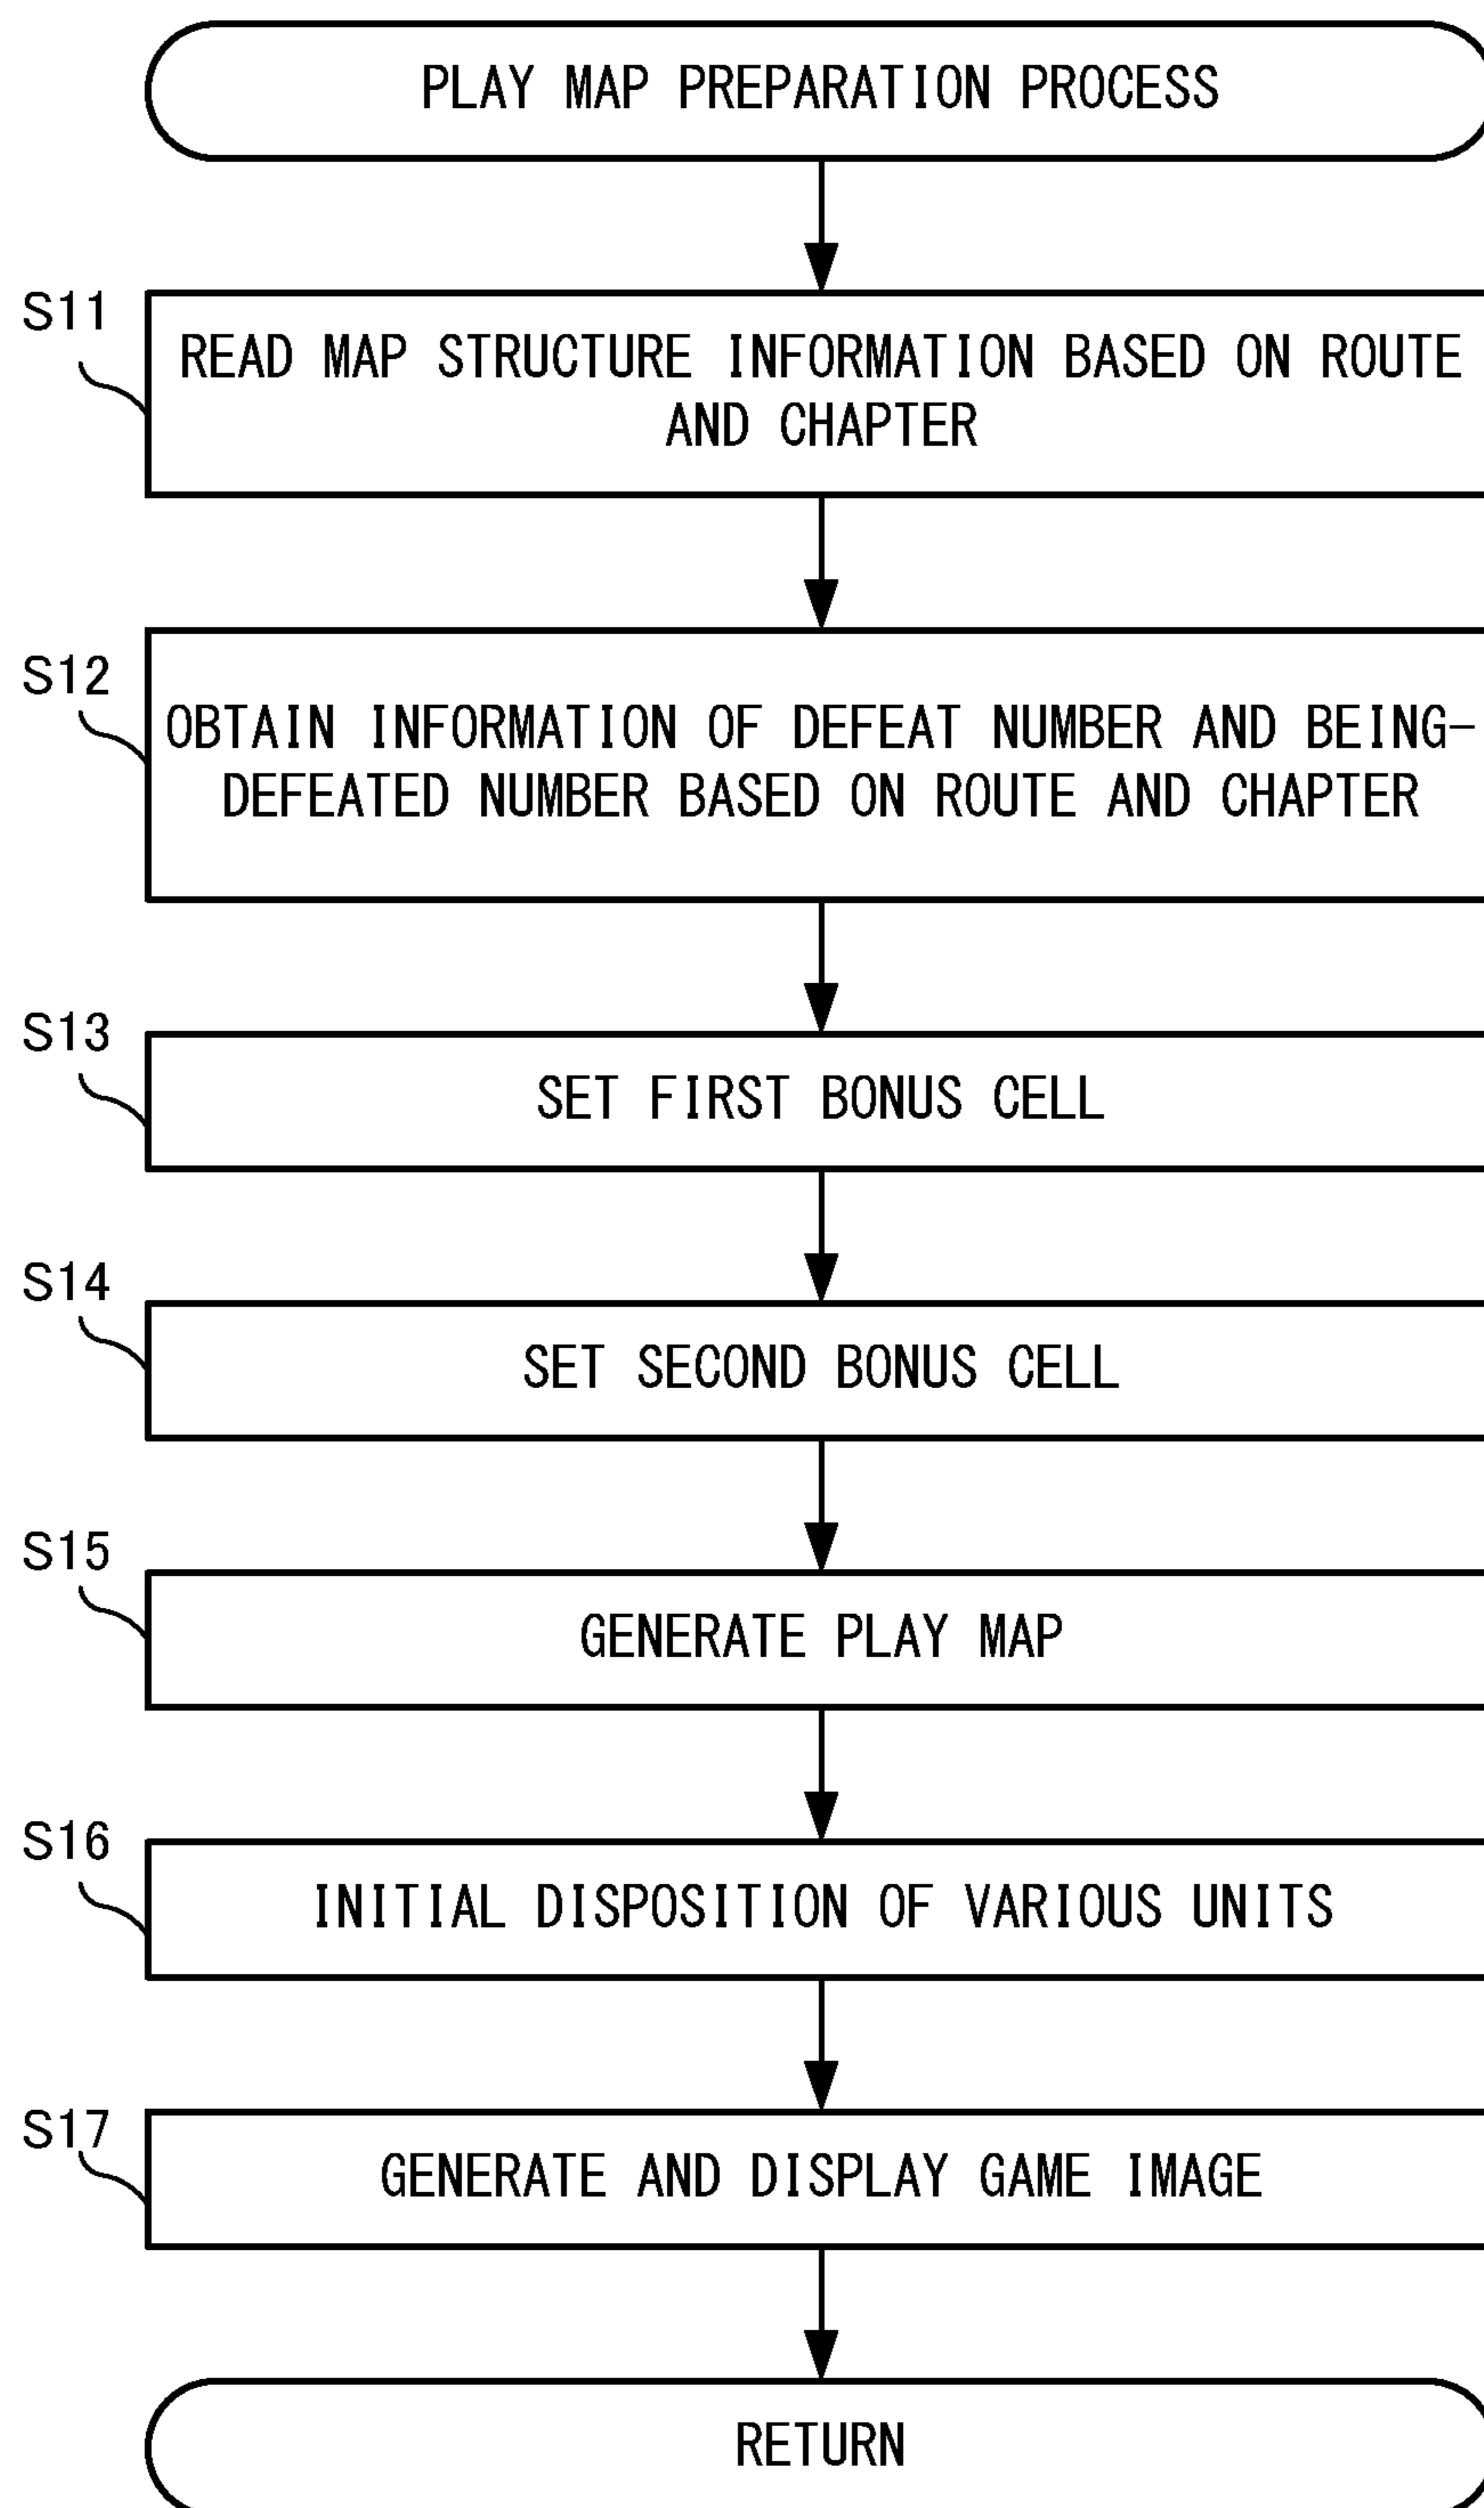 PLAY MAP PREPARATION PROCESS
S11
READ MAP STRUCTURE INFORMATION BASED ON ROUTE
AND CHAPTER
S12
OBTAIN INFORMATION OF DEFEAT NUMBER AND BEING-
DEFEATED NUMBER BASED ON ROUTE AND CHAPTER
S13
SET FIRST BONUS CELL
S14
SET SECOND BONUS CELL
S15
GENERATE PLAY MAP
S16
INITIAL DISPOSITION OF VARIOUS UNITS
S17
GENERATE AND DISPLAY GAME IMAGE
RETURN